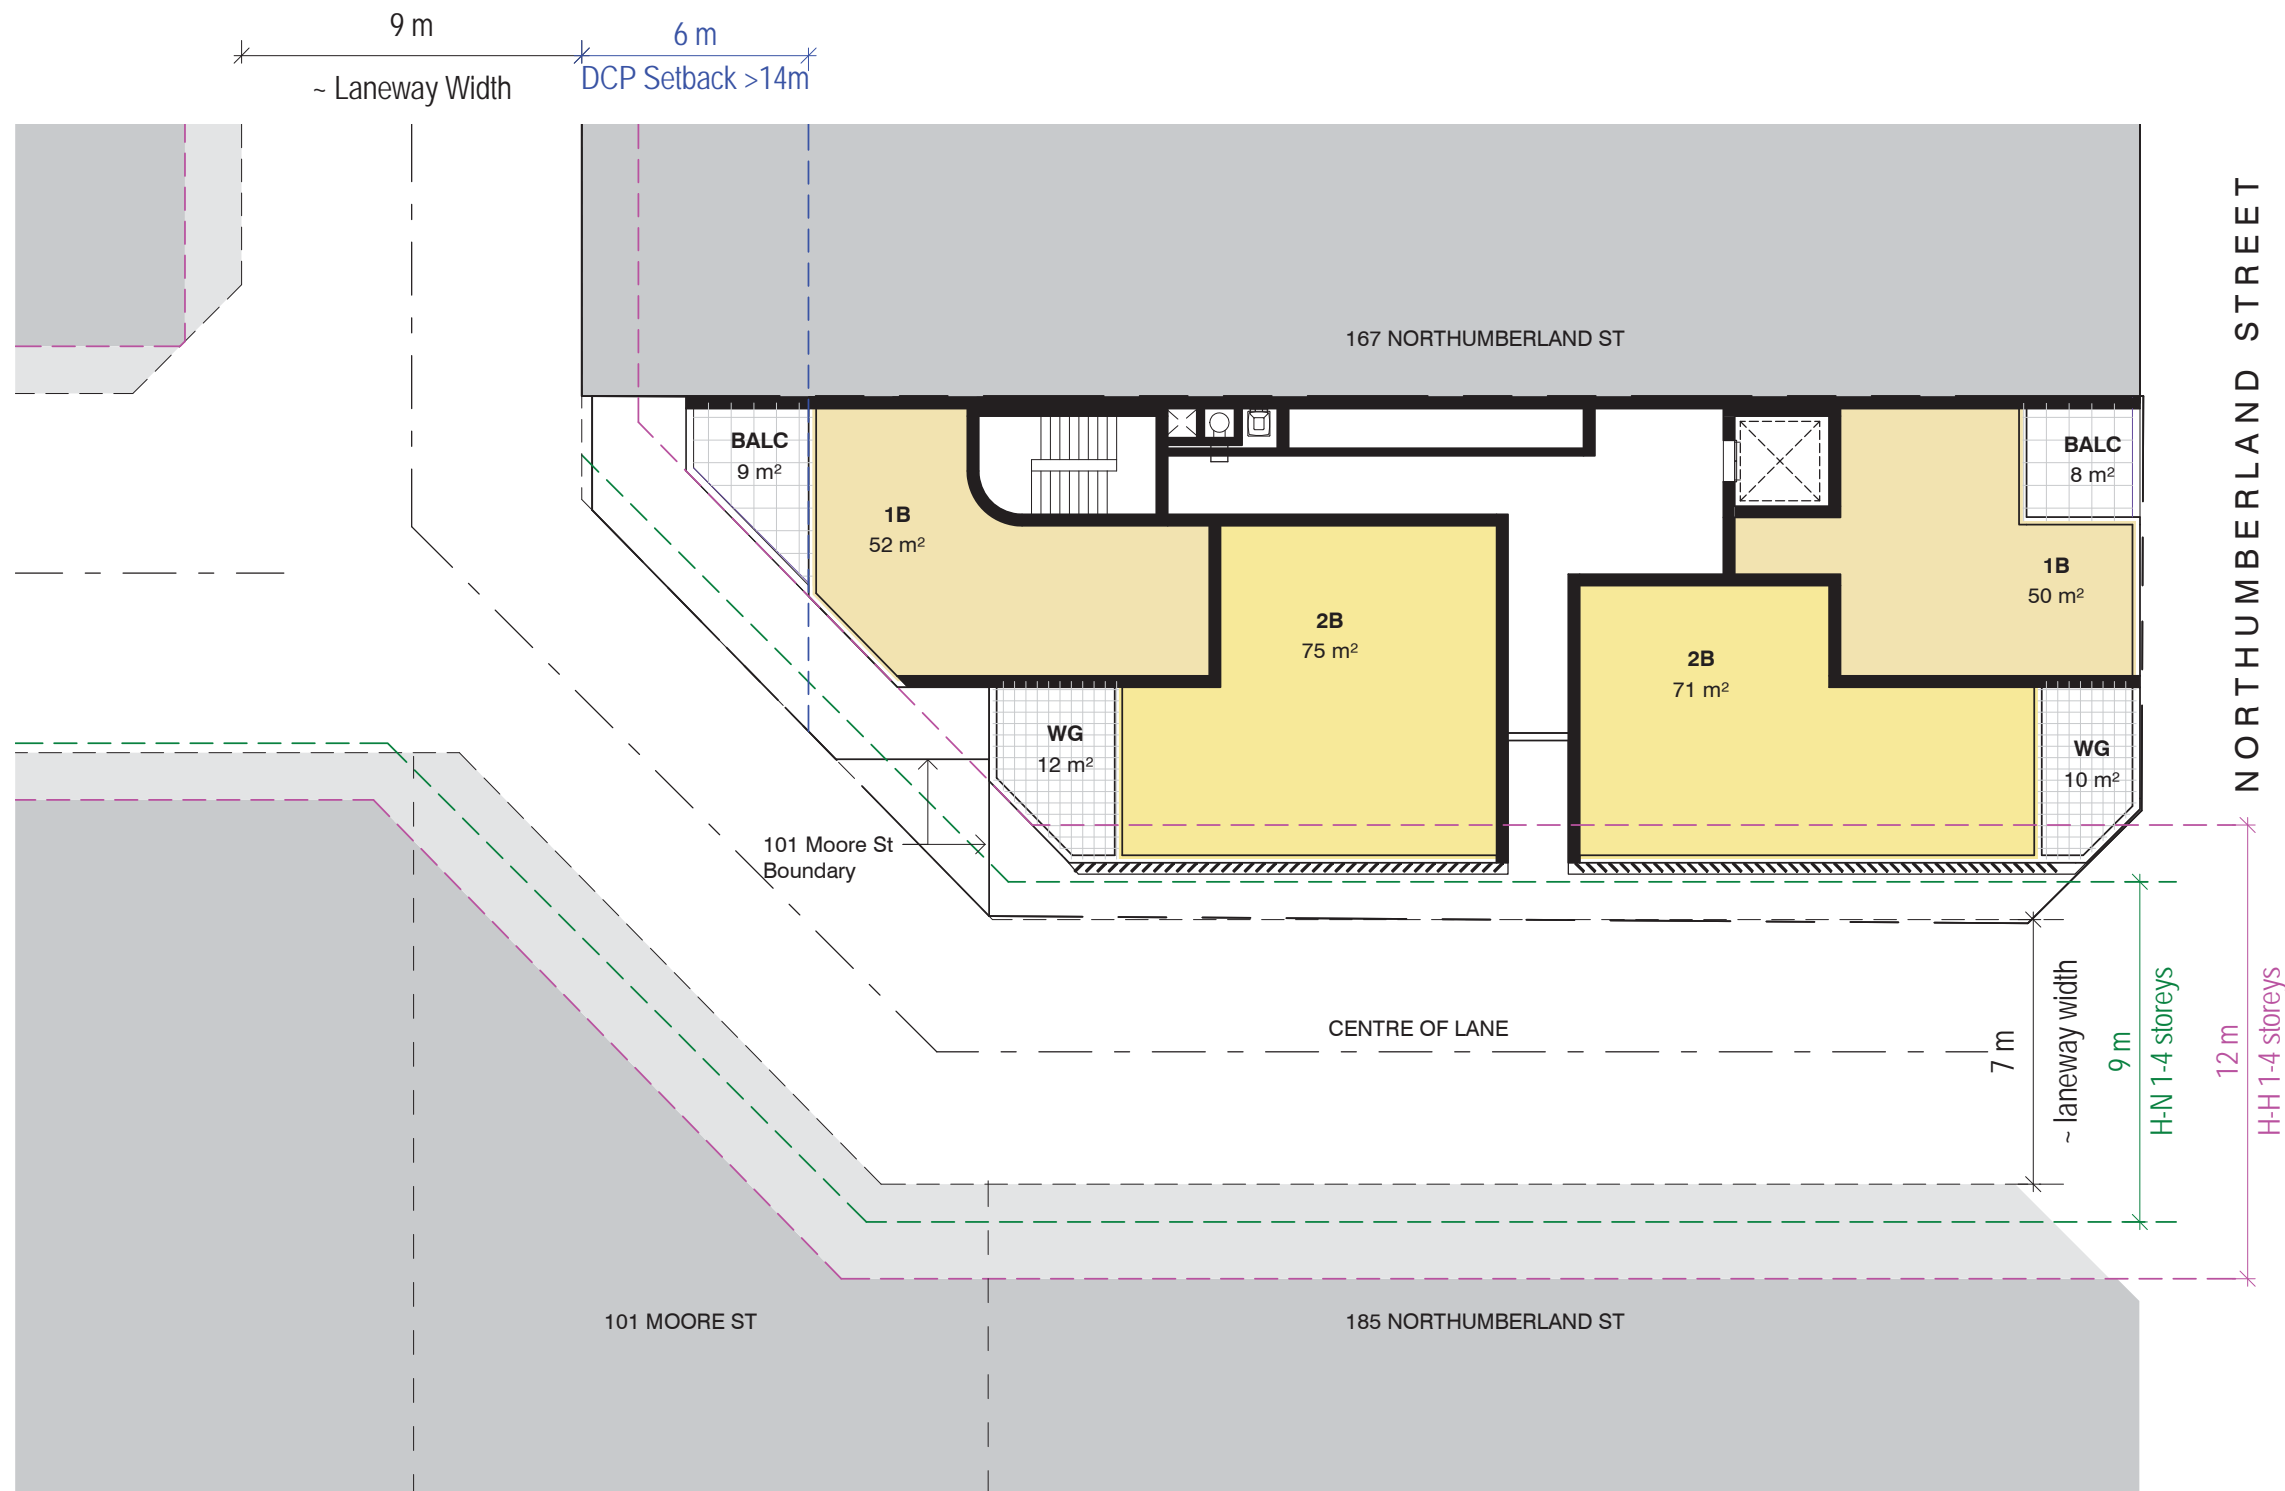 9 m
~ Laneway Width
6 m
DCP Setback >14m
167 NORTHUMBERLAND ST
NORTHUMBERLAND STREET
BALC
9 m²
1B
52 m²
2B
75 m²
WG
12 m²
BALC
8 m²
1B
50 m²
2B
71 m²
WG
10 m²
101 Moore St
Boundary
CENTRE OF LANE
7 m
~ laneway width
9 m
H-N 1-4 storeys
12 m
H-H 1-4 storeys
101 MOORE ST
185 NORTHUMBERLAND ST